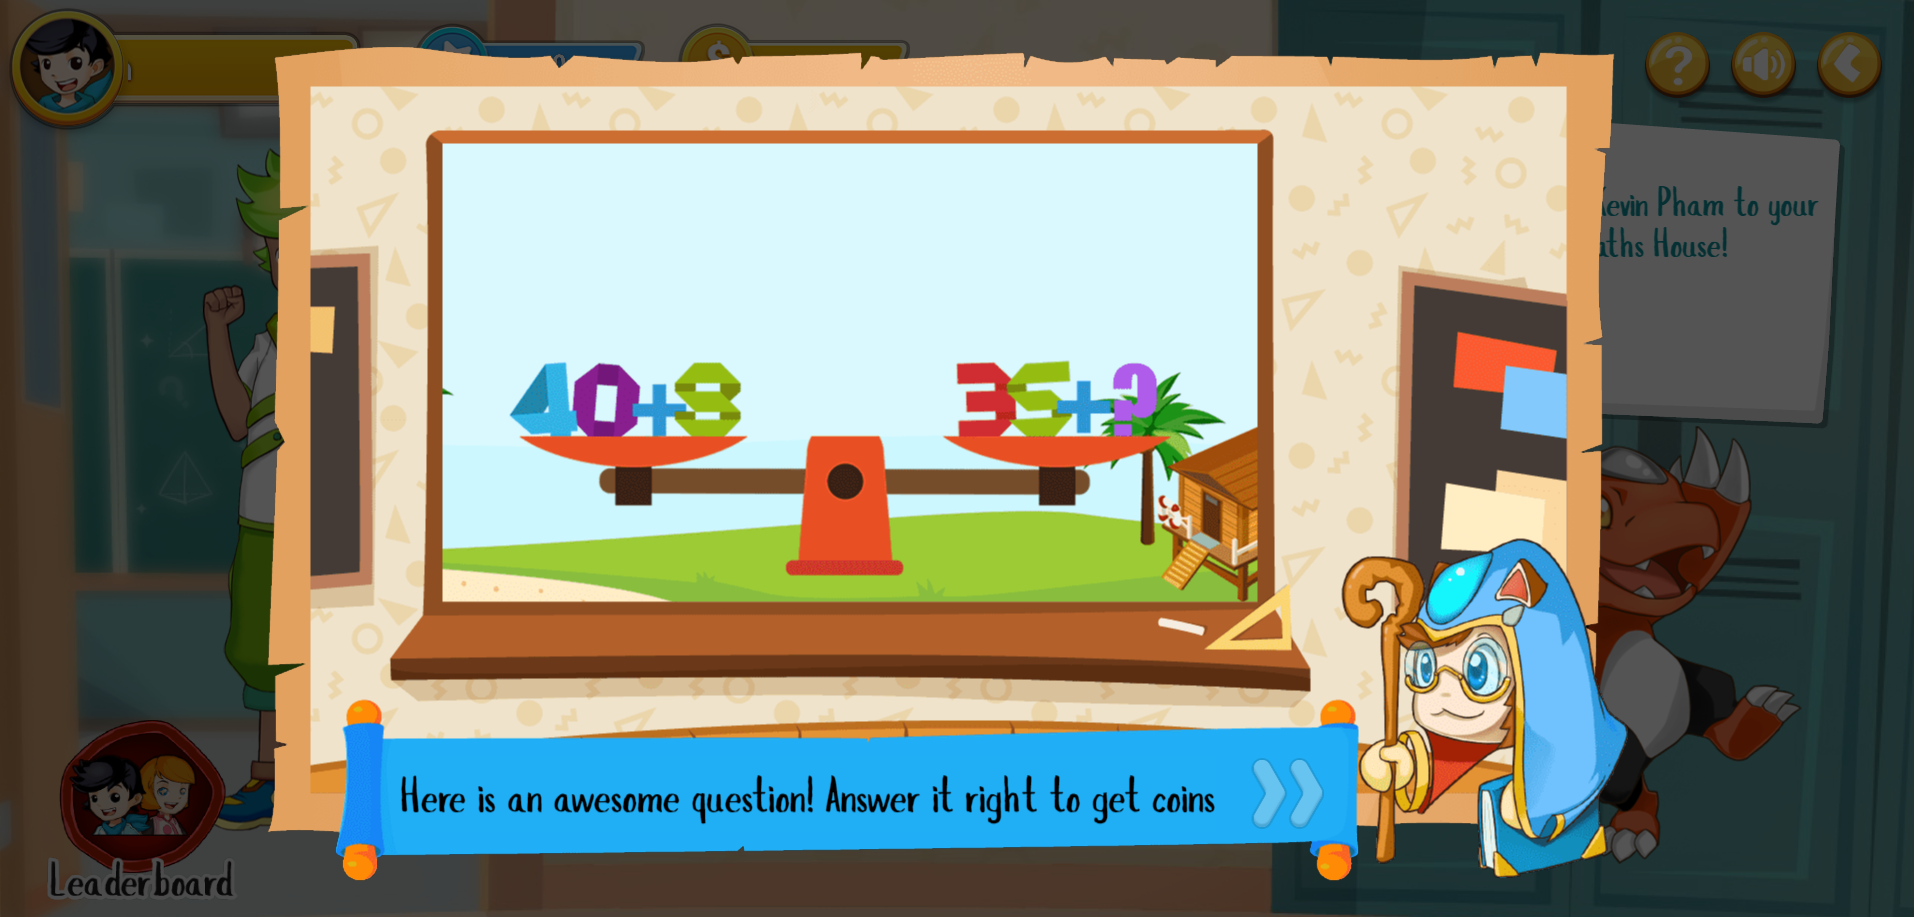 40+8
35+?
Kevin Pham to your
aths House!
Here is an awesome question! Answer it right to get coins
Leaderboard